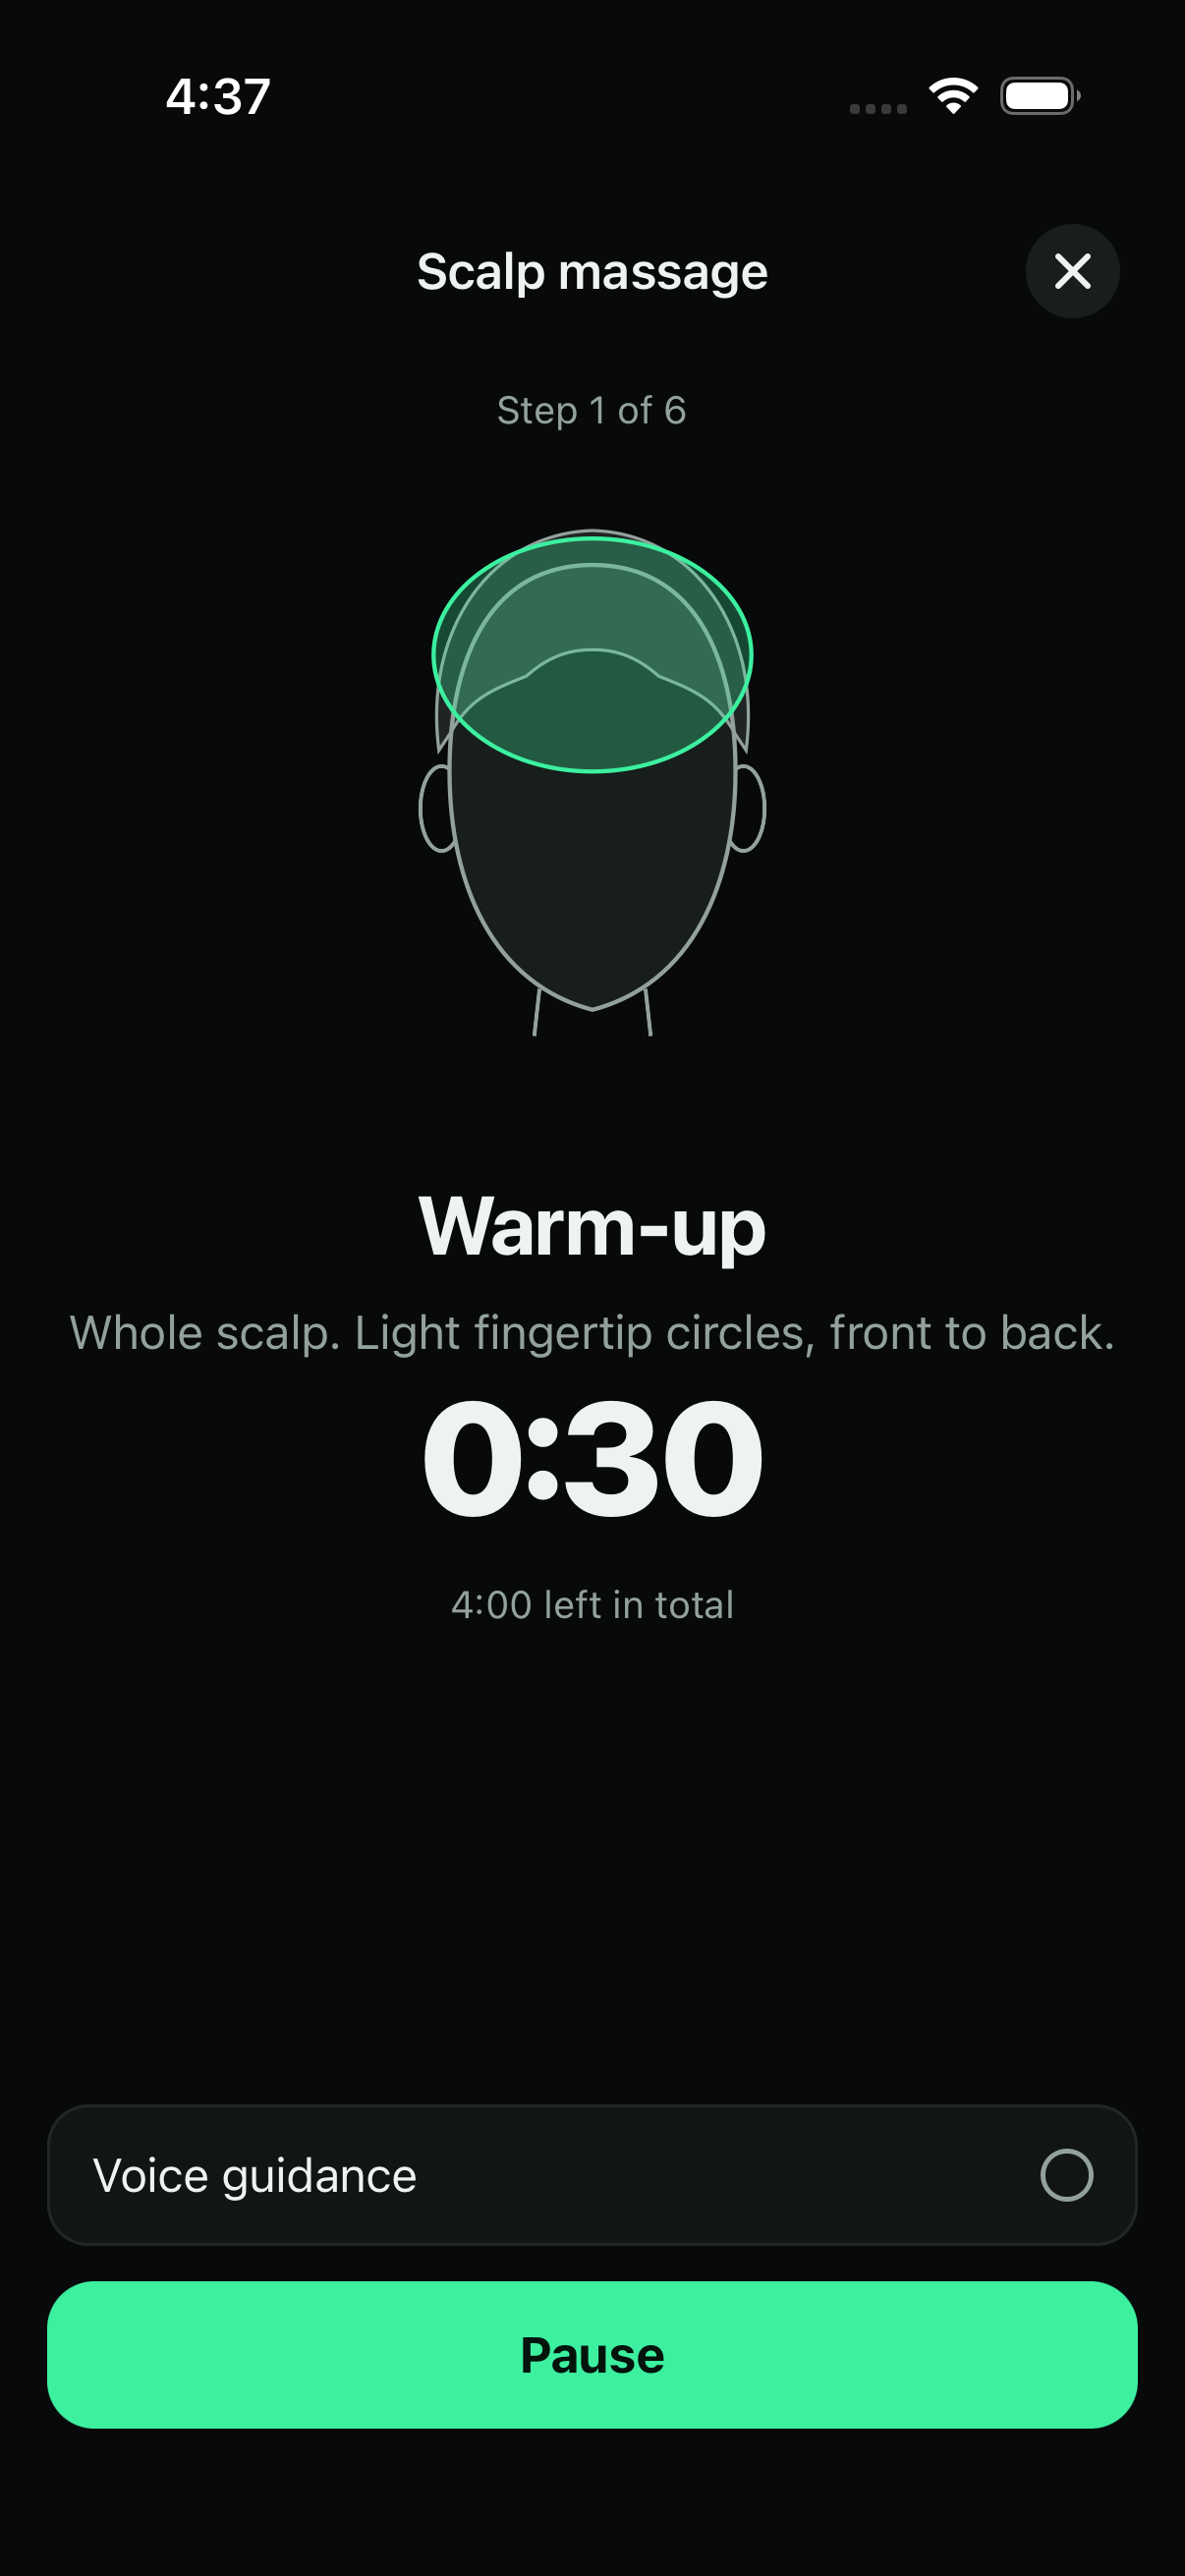 4:37
Scalp massage
Step 1 of 6
Warm-up
Whole scalp. Light fingertip circles, front to back.
0:30
4:00 left in total
Voice guidance
Pause